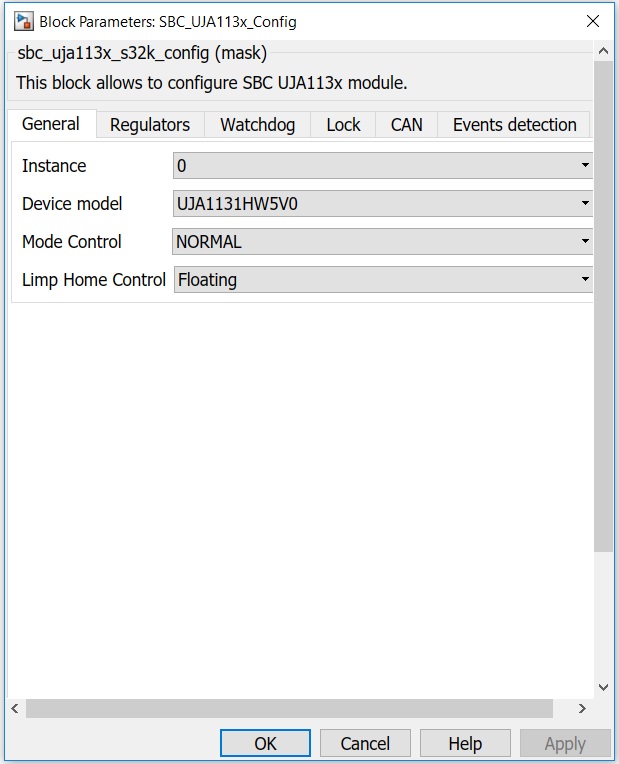 Block Parameters: SBC_UJA113x_Config
sbc_uja113x_s32k_config (mask)
This block allows to configure SBC UJA113x module.
General Regulators Watchdog Lock CAN Events detection
Instance 0
Device model UJA1131HW5V0
Mode Control NORMAL
Limp Home Control Floating
OK Cancel Help Apply